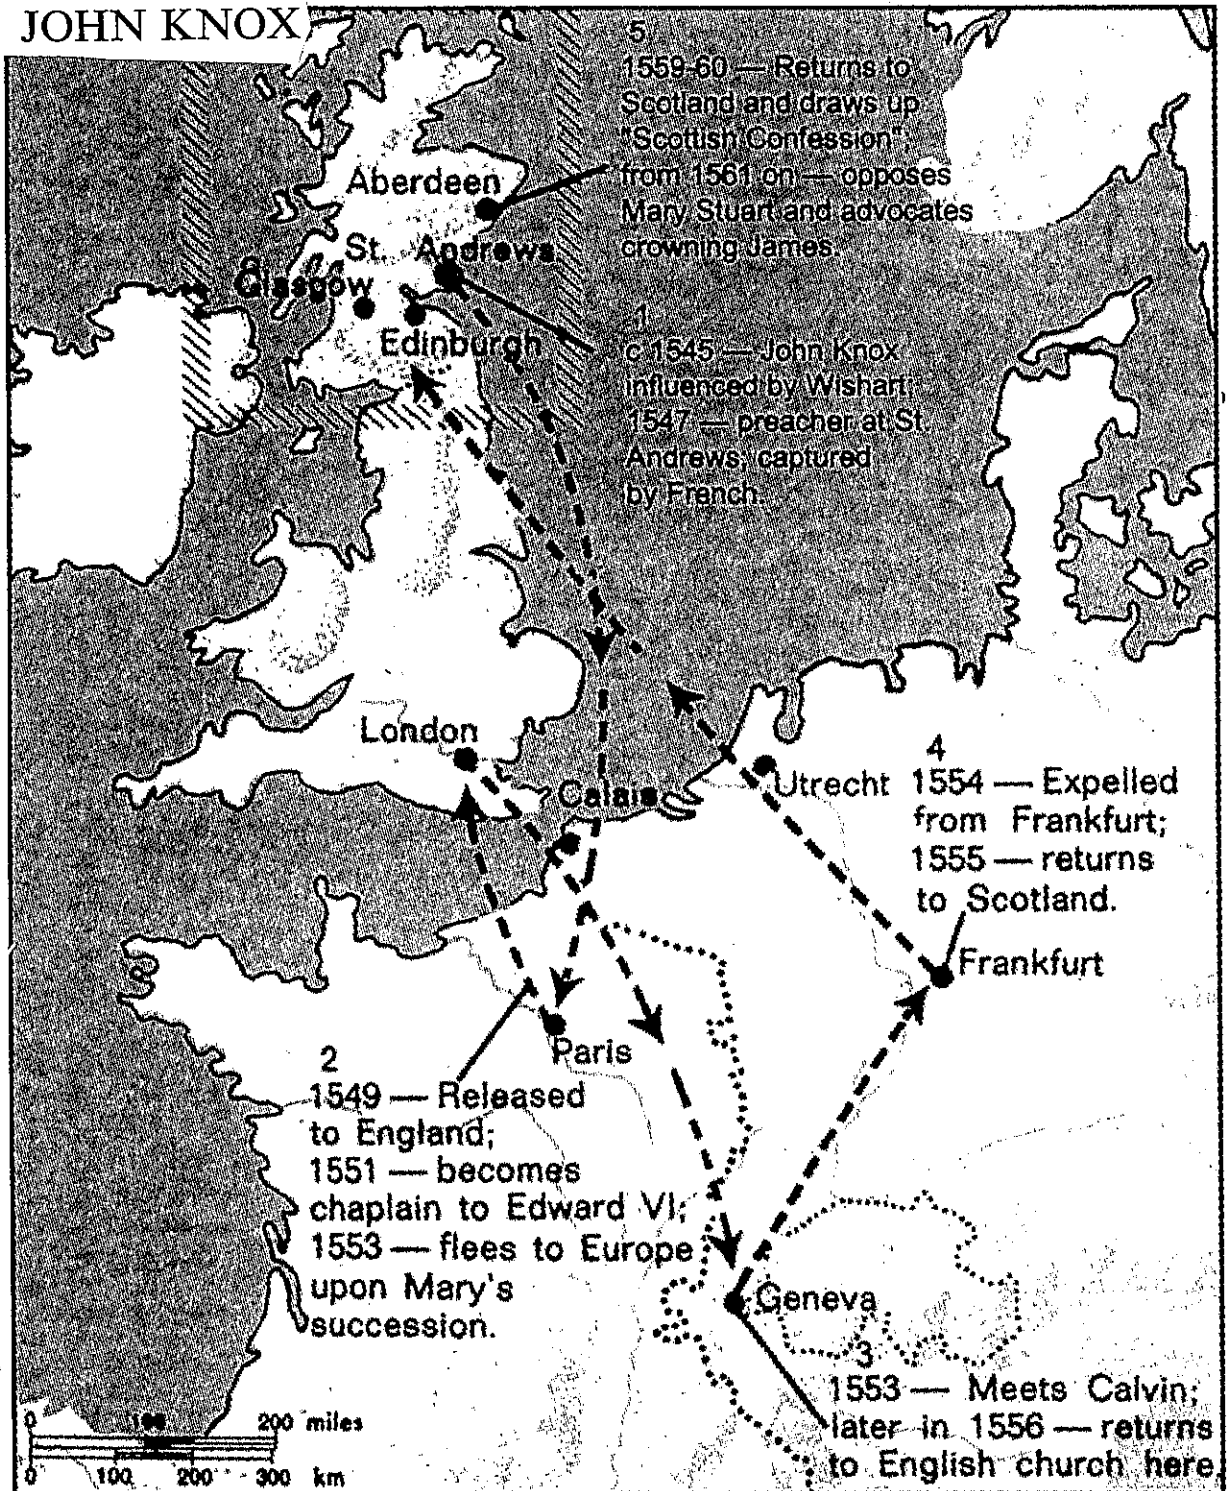 JOHN KNOX
5
1559-60 — Returns to
Scotland and draws up
"Scottish Confession";
from 1561 on — opposes
Mary Stuart and advocates
crowning James.
Aberdeen
St. Andrews
Glasgow
Edinburgh
1
c 1545 — John Knox
influenced by Wishart;
1547 — preacher at St.
Andrews; captured
by French.
London
Calais
Utrecht
4
1554 — Expelled
from Frankfurt;
1555 — returns
to Scotland.
Frankfurt
Paris
2
1549 — Released
to England;
1551 — becomes
chaplain to Edward VI;
1553 — flees to Europe
upon Mary's
succession.
Geneva
3
1553 — Meets Calvin;
later in 1556 — returns
to English church here
0 100 200 miles
0 100 200 300 km